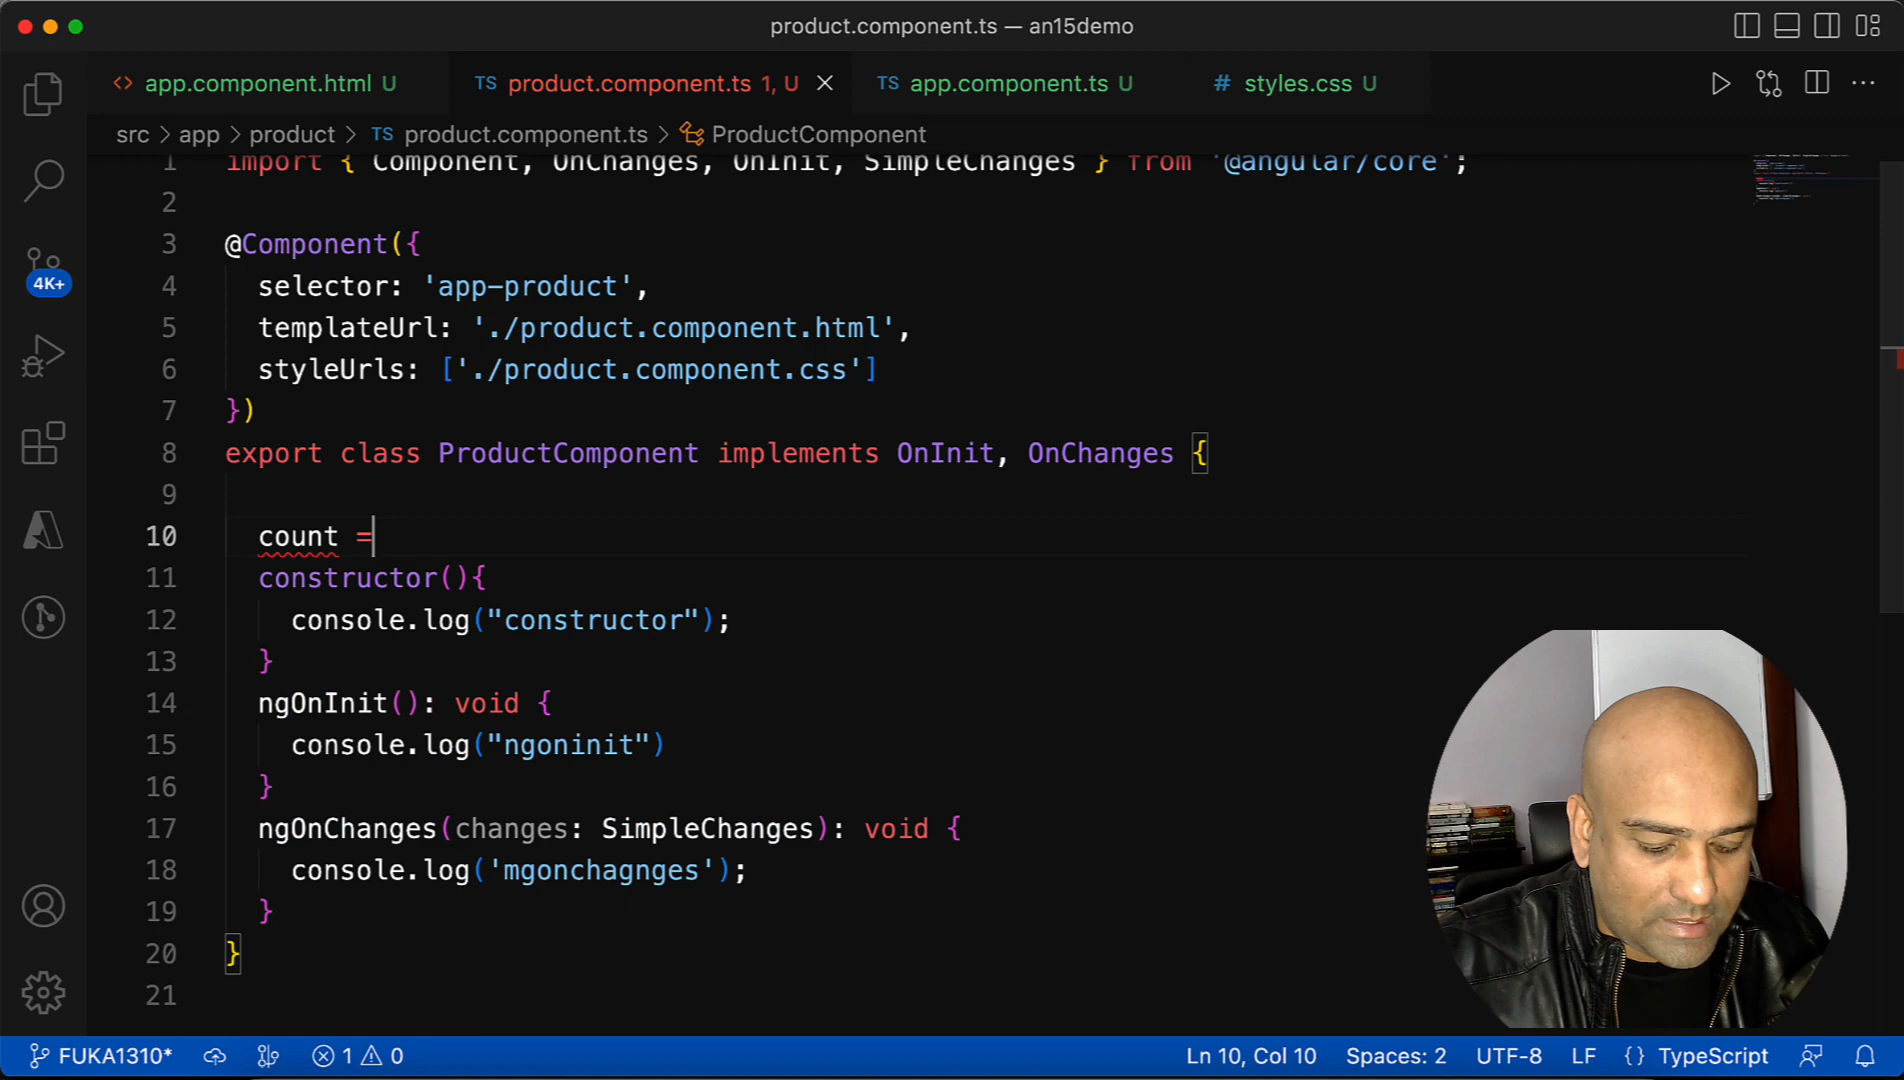 product.component.ts — an15demo
app.component.html U
TS product.component.ts 1, U
TS app.component.ts U
# styles.css U
src > app > product > TS product.component.ts > ProductComponent
1 import { Component, OnChanges, OnInit, SimpleChanges } from '@angular/core';
2
3 @Component({
4 selector: 'app-product',
5 templateUrl: './product.component.html',
6 styleUrls: ['./product.component.css']
7 })
8 export class ProductComponent implements OnInit, OnChanges {
9
10 count =
11 constructor(){
12 console.log("constructor");
13 }
14 ngOnInit(): void {
15 console.log("ngoninit")
16 }
17 ngOnChanges(changes: SimpleChanges): void {
18 console.log('mgonchagnges');
19 }
20 }
21
4K+
FUKA1310* 1 0 Ln 10, Col 10 Spaces: 2 UTF-8 LF {} TypeScript